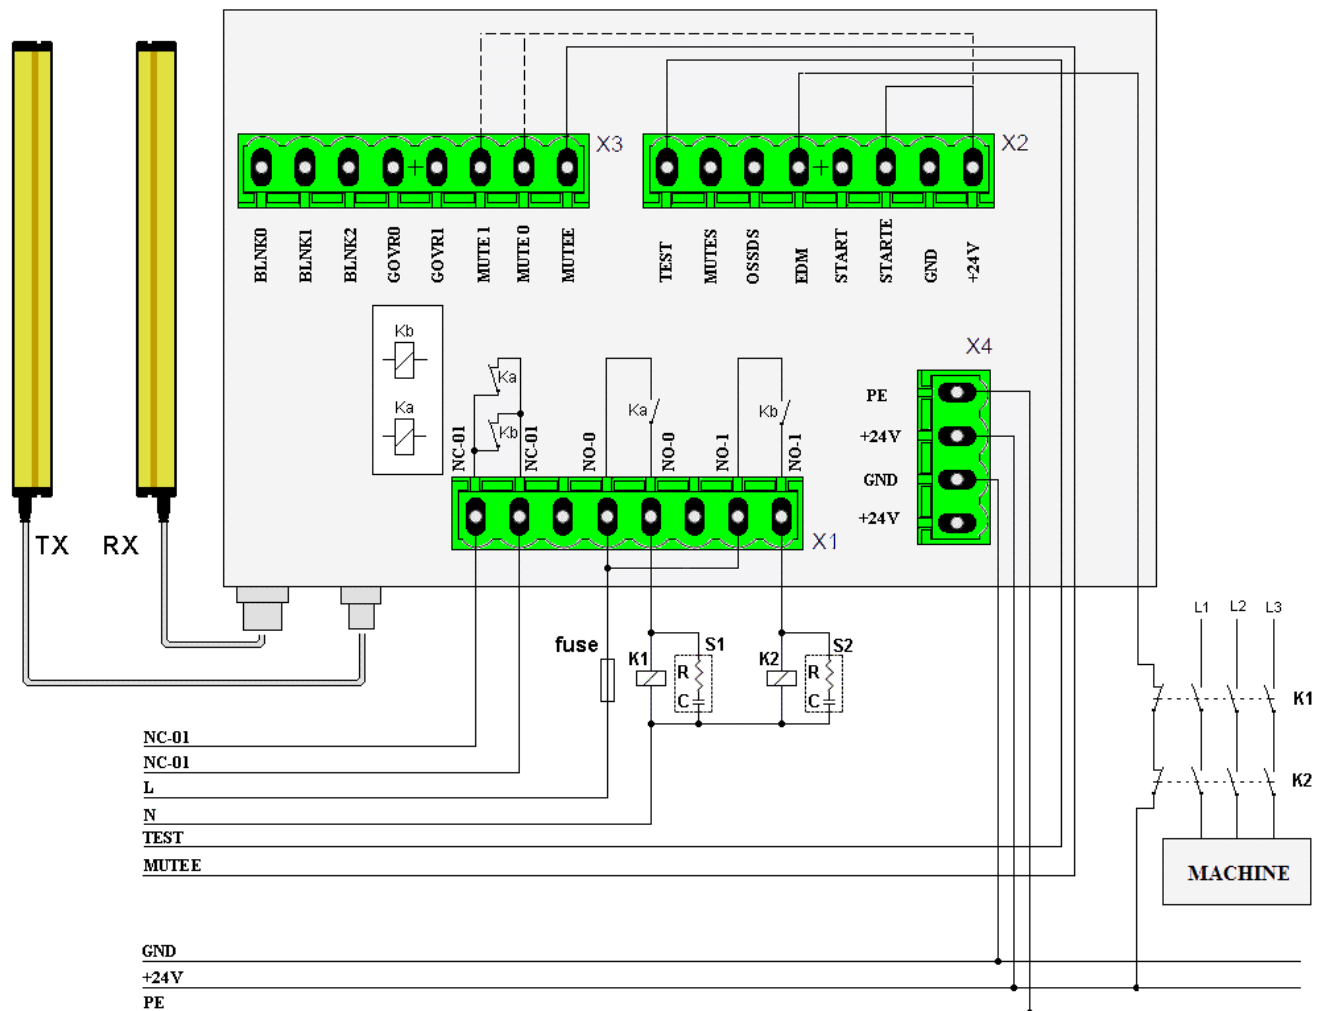 X3
X2
BLNK0
BLNK1
BLNK2
GOVR0
GOVR1
MUTE 1
MUTE 0
MUTEE
TEST
MUTES
OSSDS
EDM
START
STARTE
GND
+24V
Kb
Ka
Ka
Kb
NC-01
NC-01
Ka
NO-0
NO-0
Kb
NO-1
NO-1
X1
X4
PE
+24V
GND
+24V
TX
RX
fuse
K1
S1
R
C
K2
S2
R
C
L1
L2
L3
K1
K2
MACHINE
NC-01
NC-01
L
N
TEST
MUTEE
GND
+24V
PE